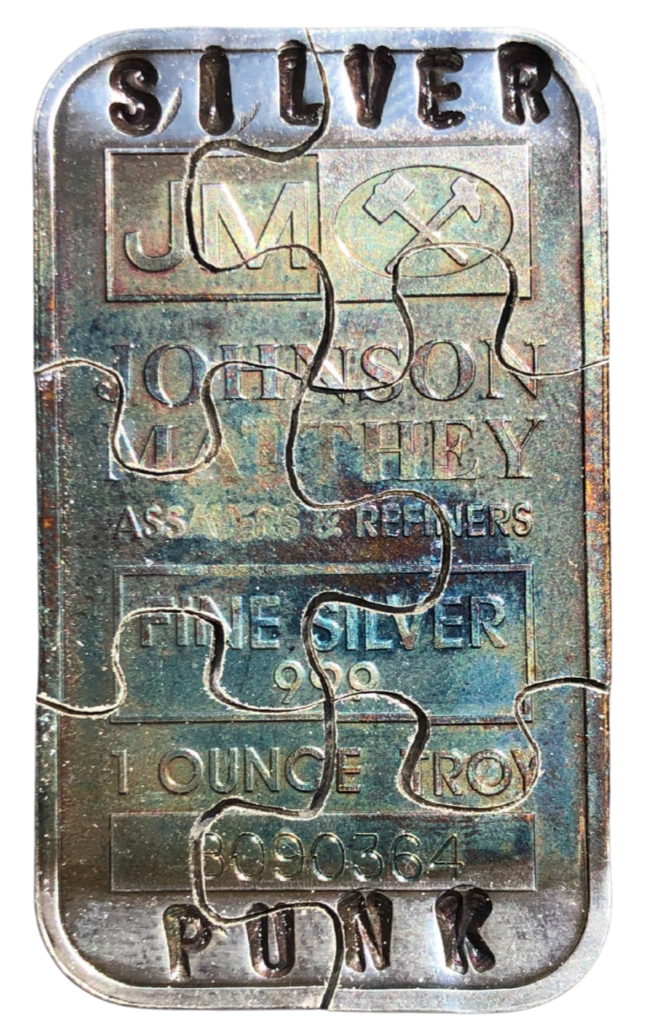 SILVER
JM
JOHNSON
MATTHEY
ASSAYERS & REFINERS
FINE SILVER
999
1 OUNCE TROY
3090364
PUNK